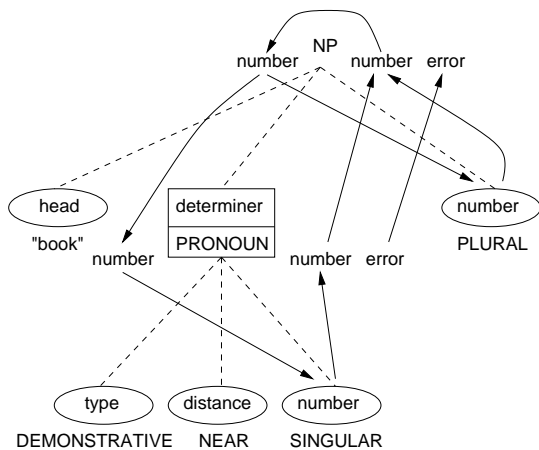 NP
number number error
head determiner number
"book" PRONOUN PLURAL
number number error
type distance number
DEMONSTRATIVE NEAR SINGULAR